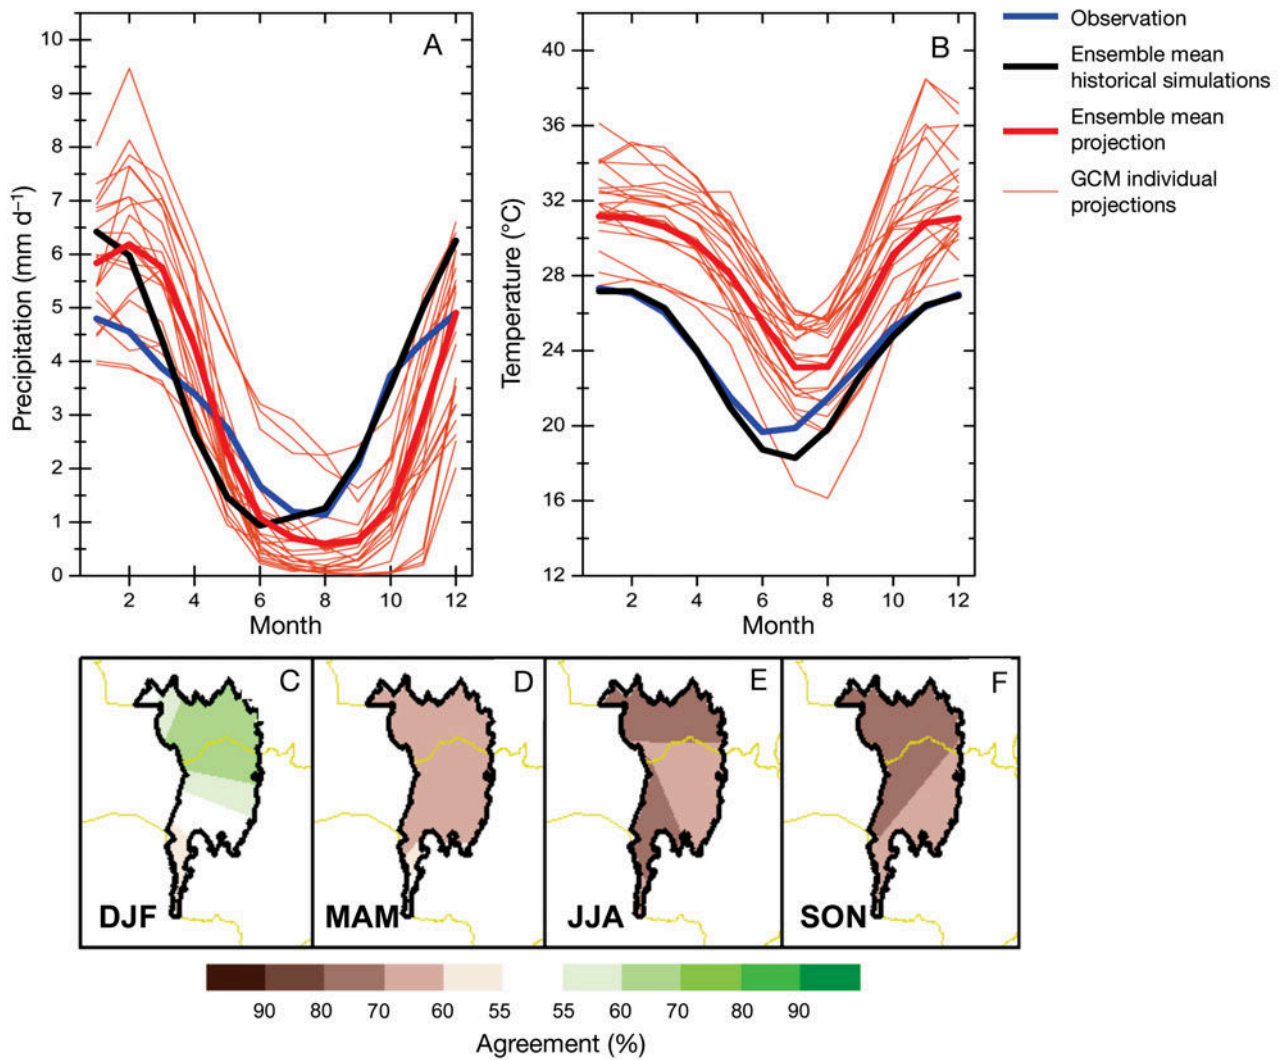 A
B
Observation
Ensemble mean
historical simulations
Ensemble mean
projection
GCM individual
projections
Precipitation (mm d⁻¹)
10
9
8
7
6
5
4
3
2
1
0
2 4 6 8 10 12
Month
Temperature (°C)
40
36
32
28
24
20
16
12
2 4 6 8 10 12
Month
C
D
E
F
DJF
MAM
JJA
SON
90 80 70 60 55 55 60 70 80 90
Agreement (%)